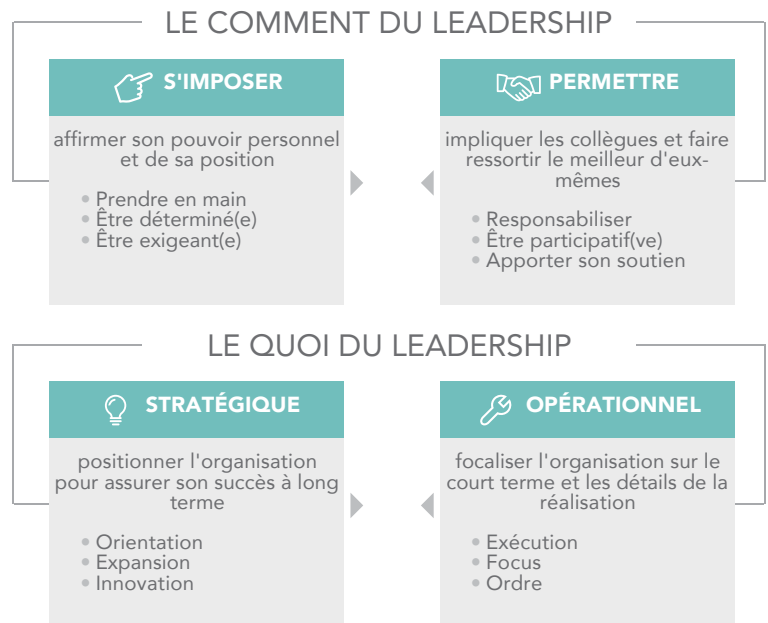 LE COMMENT DU LEADERSHIP
S'IMPOSER
affirmer son pouvoir personnel
et de sa position
• Prendre en main
• Être déterminé(e)
• Être exigeant(e)
PERMETTRE
impliquer les collègues et faire
ressortir le meilleur d'eux-
mêmes
• Responsabiliser
• Être participatif(ve)
• Apporter son soutien
LE QUOI DU LEADERSHIP
STRATÉGIQUE
positionner l'organisation
pour assurer son succès à long
terme
• Orientation
• Expansion
• Innovation
OPÉRATIONNEL
focaliser l'organisation sur le
court terme et les détails de la
réalisation
• Exécution
• Focus
• Ordre